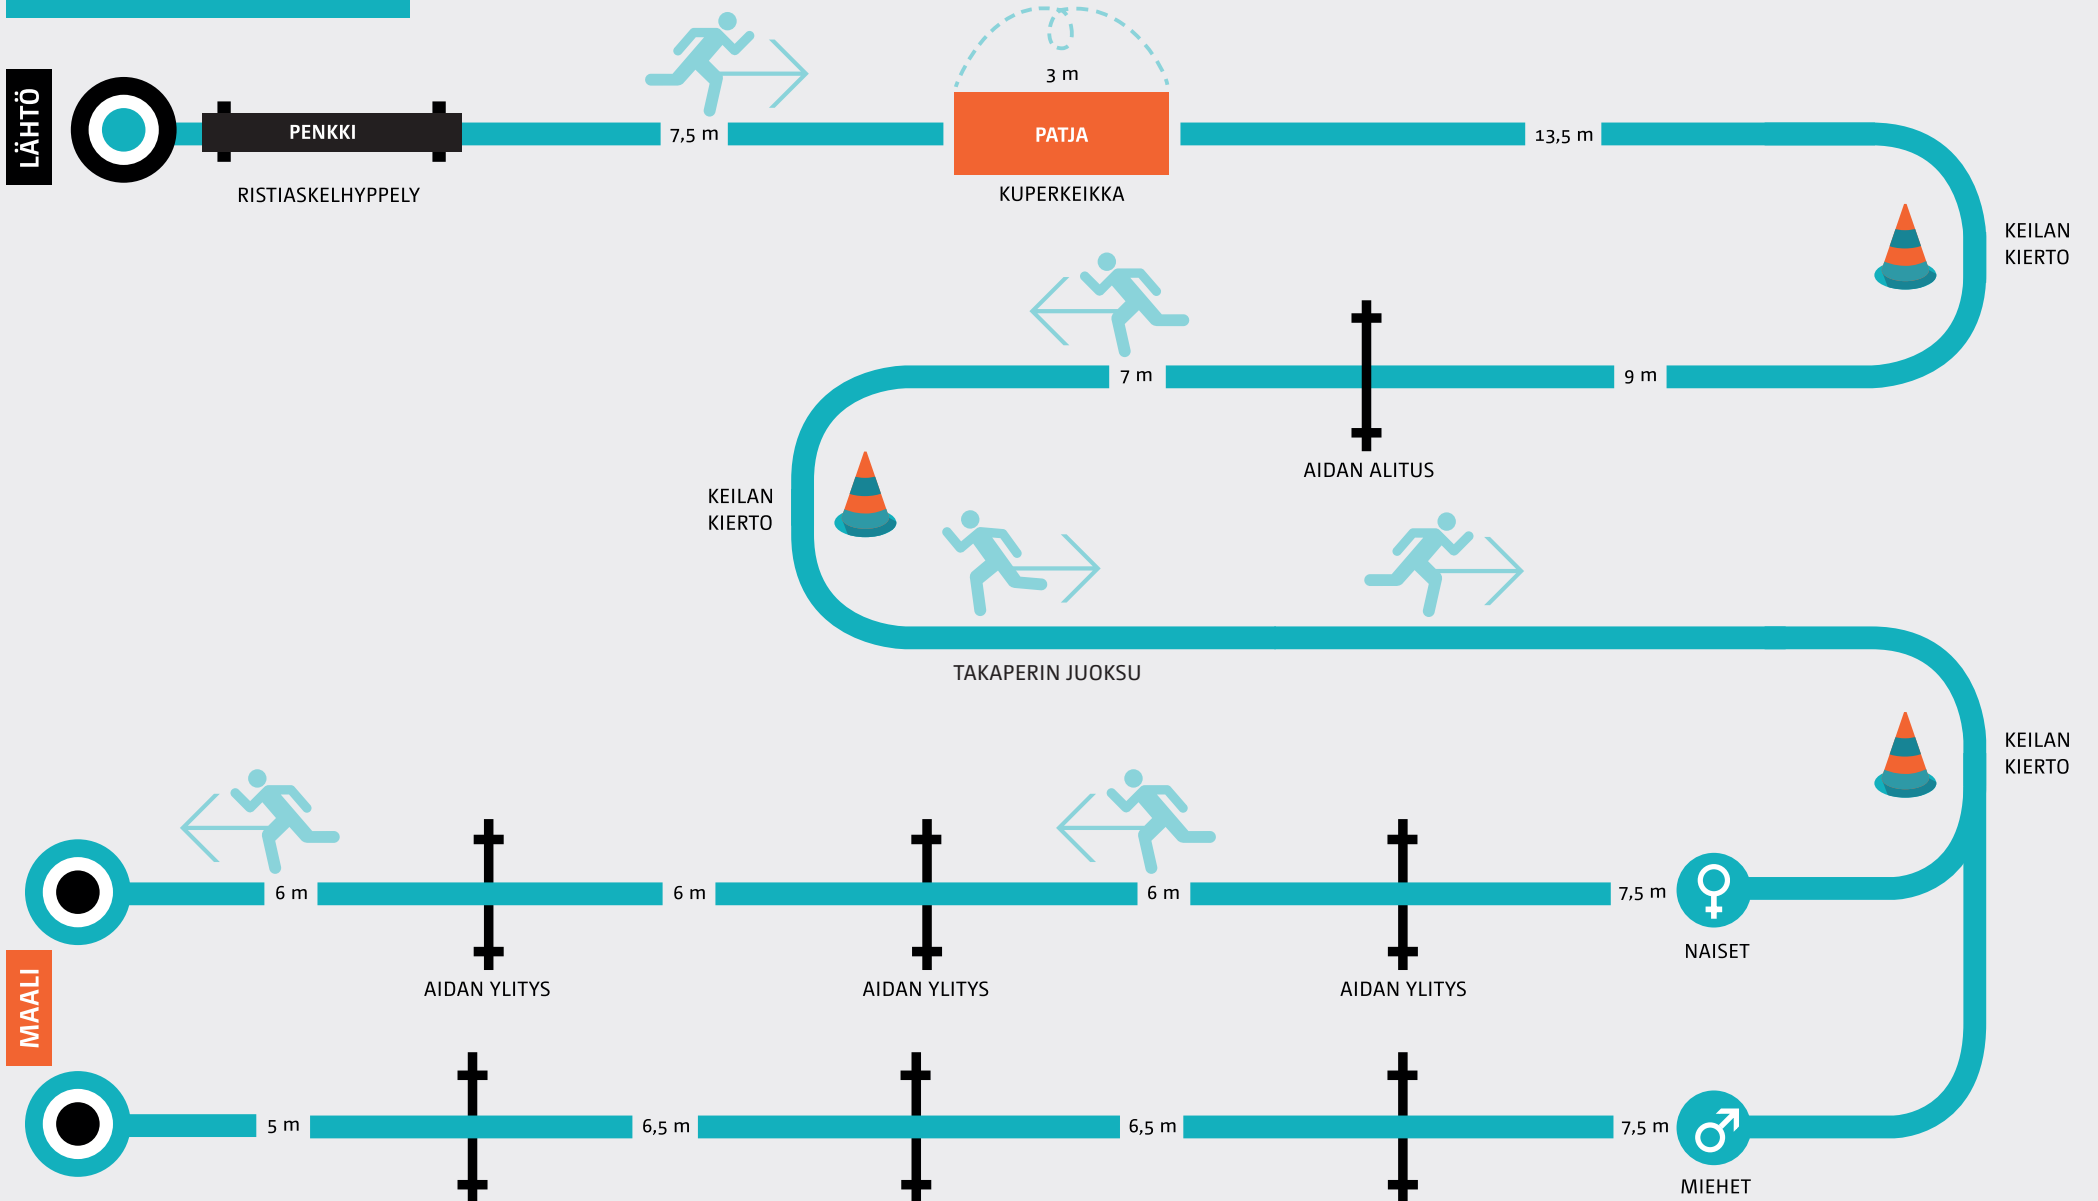 LÄHTÖ
PENKKI
RISTIASKELHYPPELY
7,5 m
3 m
PATJA
KUPERKEIKKA
13,5 m
KEILAN
KIERTO
7 m
9 m
AIDAN ALITUS
KEILAN
KIERTO
TAKAPERIN JUOKSU
KEILAN
KIERTO
6 m
6 m
6 m
7,5 m
NAISET
AIDAN YLITYS
AIDAN YLITYS
AIDAN YLITYS
MAALI
5 m
6,5 m
6,5 m
7,5 m
MIEHET